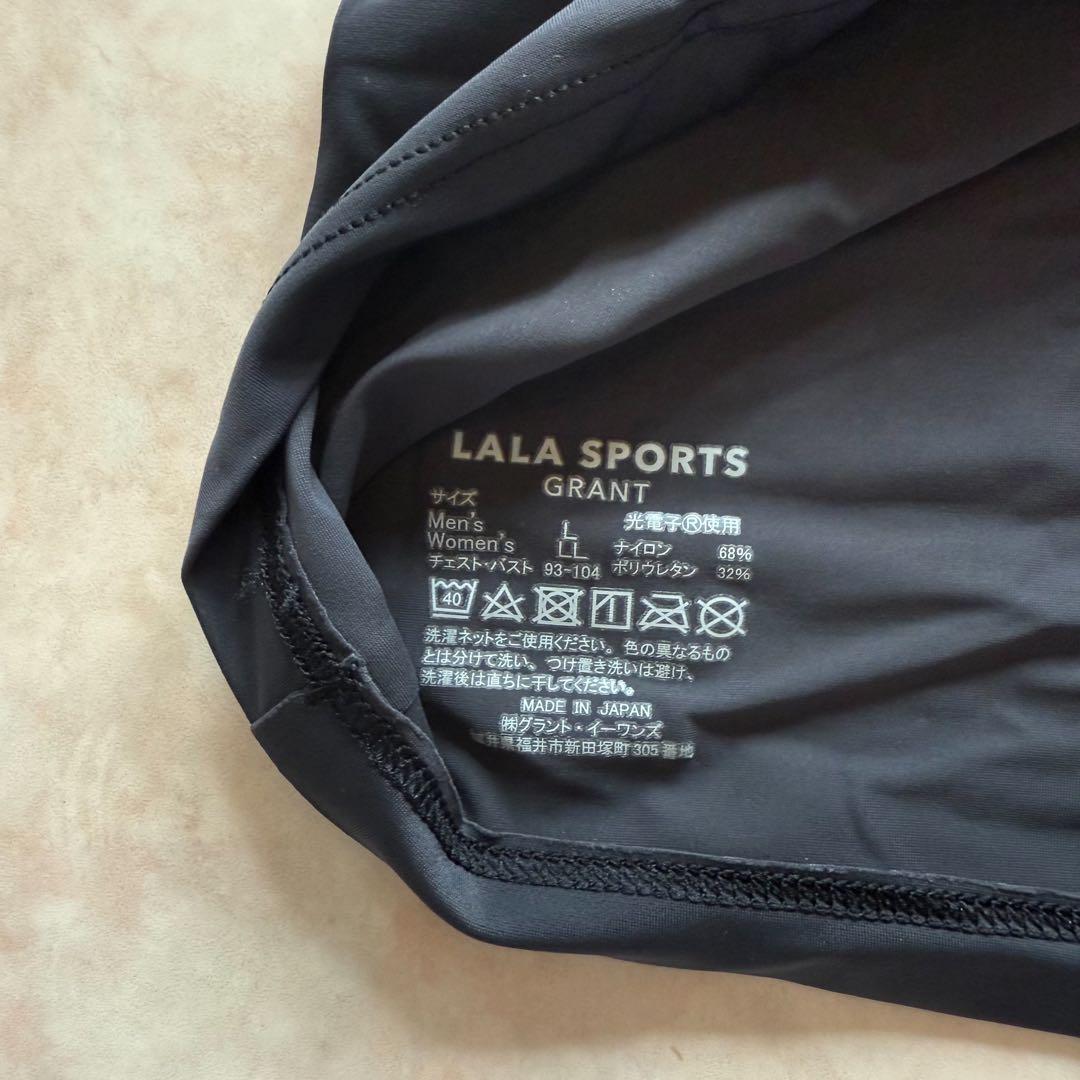 LALA SPORTS
GRANT
サイズ 光電子®使用
Men's L ナイロン 68%
Women's LL ポリウレタン 32%
チェスト・バスト 93-104
40
洗濯ネットをご使用ください。色の異なるもの
とは分けて洗い、つけ置き洗いは避け、
洗濯後は直ちに干してください。
MADE IN JAPAN
㈱グラント・イーワンズ
井県福井市新田塚町305番地